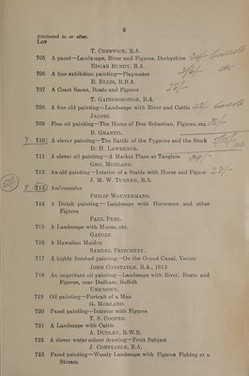 9
Attributed to or after.
LOT
T. CRESWICK, R.A.
705 A panel—Landscape, River and Figures, Derbyshire
EDGAR BUNDY, R.A.
706 A fine exhibition painting—Playmates
R. ELLIS, R.B.A.
707 A Coast Scene, Boats and Figures
T. GAINSBOROUGH, R.A.
708 A fine old painting—Landscape with River and Cattle
JACOBI.
709 Fine oil painting—The Home of Don Sebastian, Figures, etc.
B. GRANTIL.
710 A clever painting—The Battle of the Pygmies and the Stork
D. H. LAWRENCE.
711 A clever oil painting—A Market Place at Tangiers
GEO. MORLAND.
712 An old painting—Interior of a Stable with Horse and Figure
J. M. W. TURNER, R.A.
713 Andromedes
PHILIP WOUVERMANS.
714 A Dutch painting—Landscape with Horsemen and other
Figures
PAUL PEEL.
715 A Landscape with Moose, etc.
GAUGIN.
716 A Hawaiian Maiden
SAMUEL PRITCHETT.
717 A highly finished painting—On the Grand Canal, Venice
JOHN CONSTABLE, R.A., 1811
718 An important oil painting—Landscape with River, Boats and
Figures, near Dedham, Suffolk
UNKNOWN.
719 Oil painting—Portrait of a Man
G. MORLAND.
720 Panel painting—Interior with Figures
T. S. COOPER.
721 A Landscape with Cattle
A. DUDLEY, R.W.S.
722 A clever water colour drawing—Fruit Subject
J. CONSTABLE, R.A.
723 Panel painting—Woody Landscape with Figures Fishing at a
Stream